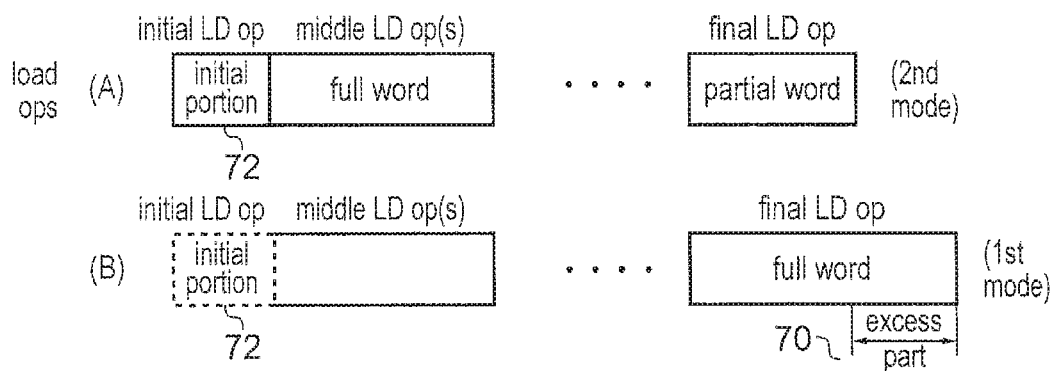 initial LD op middle LD op(s) final LD op
load ops (A) initial portion full word partial word (2nd mode)
72
initial LD op middle LD op(s) final LD op
(B) initial portion full word (1st mode)
72 70 excess part